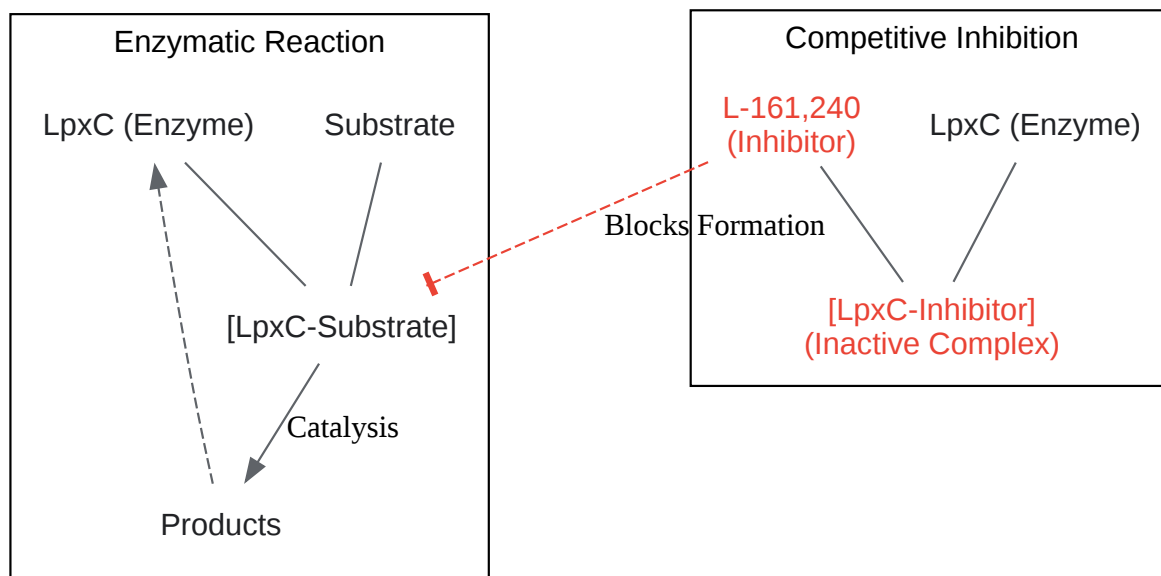 Enzymatic Reaction
LpxC (Enzyme)
Substrate
[LpxC-Substrate]
Catalysis
Products
Blocks Formation
Competitive Inhibition
L-161,240
(Inhibitor)
LpxC (Enzyme)
[LpxC-Inhibitor]
(Inactive Complex)